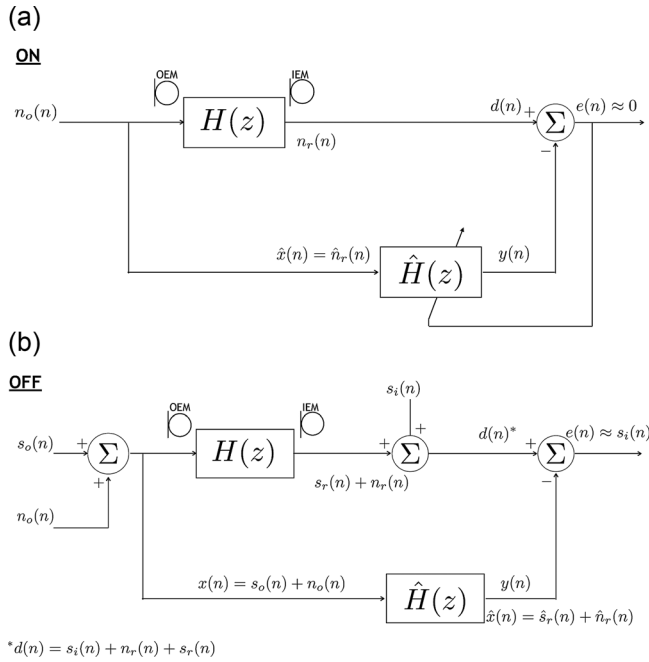 (a)
ON
OEM
IEM
n_o(n)
H(z)
n_r(n)
d(n)
+
Σ
e(n) ≈ 0
−
x̂(n) = n̂_r(n)
Ĥ(z)
y(n)
(b)
OFF
s_i(n)
OEM
IEM
s_o(n)
+
Σ
+
n_o(n)
H(z)
s_r(n) + n_r(n)
+
+
Σ
d(n)*
+
Σ
e(n) ≈ s_i(n)
−
x(n) = s_o(n) + n_o(n)
Ĥ(z)
y(n)
x̂(n) = ŝ_r(n) + n̂_r(n)
*d(n) = s_i(n) + n_r(n) + s_r(n)